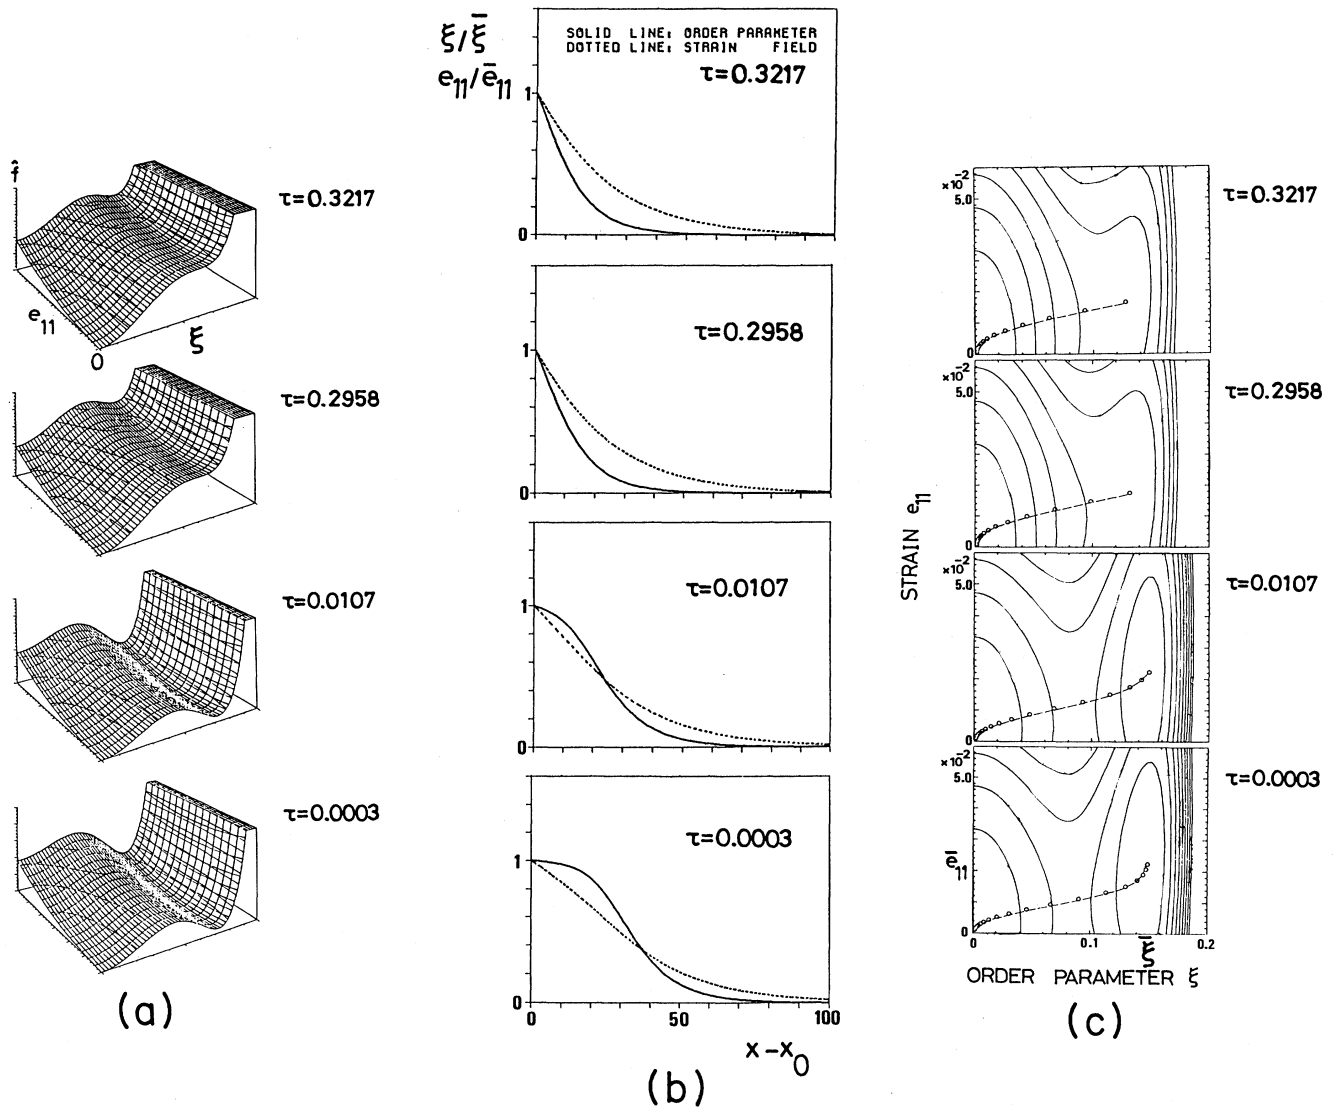 f̂
τ=0.3217
e₁₁
ξ
0
τ=0.2958
τ=0.0107
τ=0.0003
(a)
ξ/ξ̄
e₁₁/ē₁₁
SOLID LINE: ORDER PARAMETER
DOTTED LINE: STRAIN FIELD
τ=0.3217
1
0
τ=0.2958
1
0
τ=0.0107
1
0
τ=0.0003
1
0
0 50 100
x-x₀
(b)
×10⁻²
5.0
0
τ=0.3217
×10⁻²
5.0
0
τ=0.2958
STRAIN e₁₁
×10⁻²
5.0
0
τ=0.0107
×10⁻²
5.0
ē₁₁
0
τ=0.0003
0 0.1 0.2
ξ̄
ORDER PARAMETER ξ
(c)